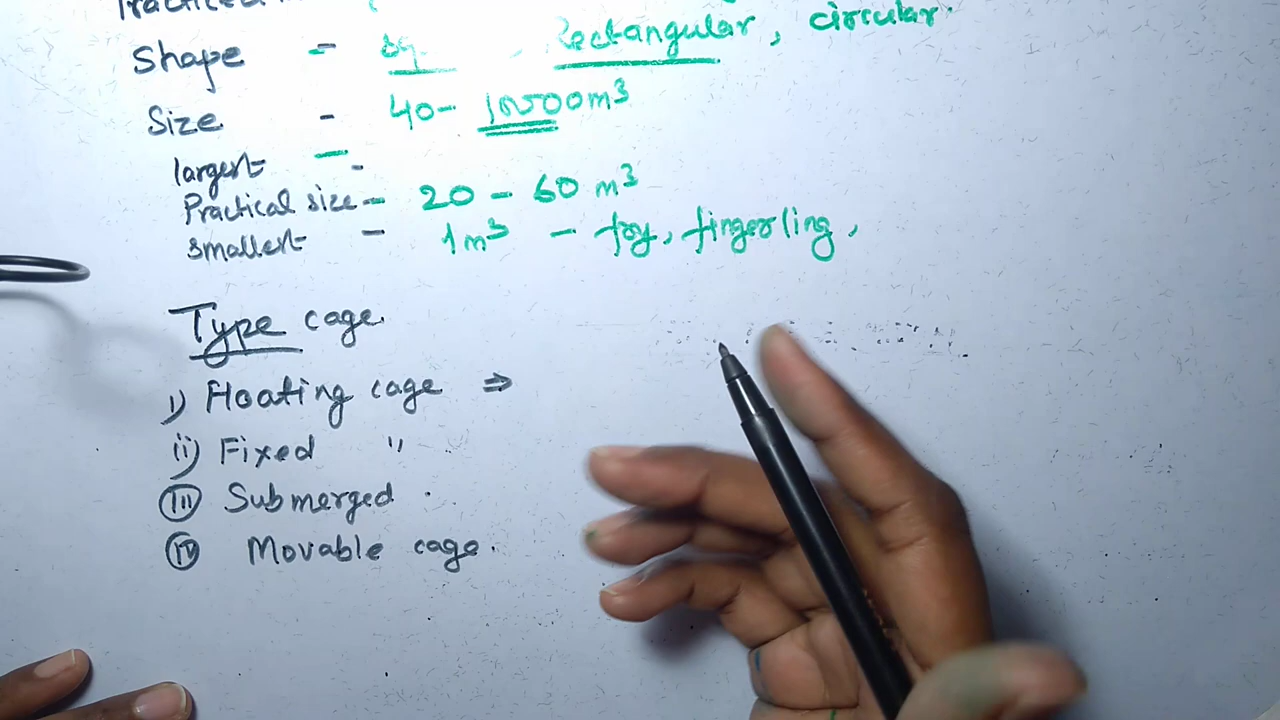 Shape - Rectangular, circular.
Size - 40-
largest -
Practical size - 20 - 60 m³
smallest - 1m³ - fry, fingerling,
Type cage
i) Floating cage ⇒
ii) Fixed "
iii) Submerged.
iv) Movable cage.